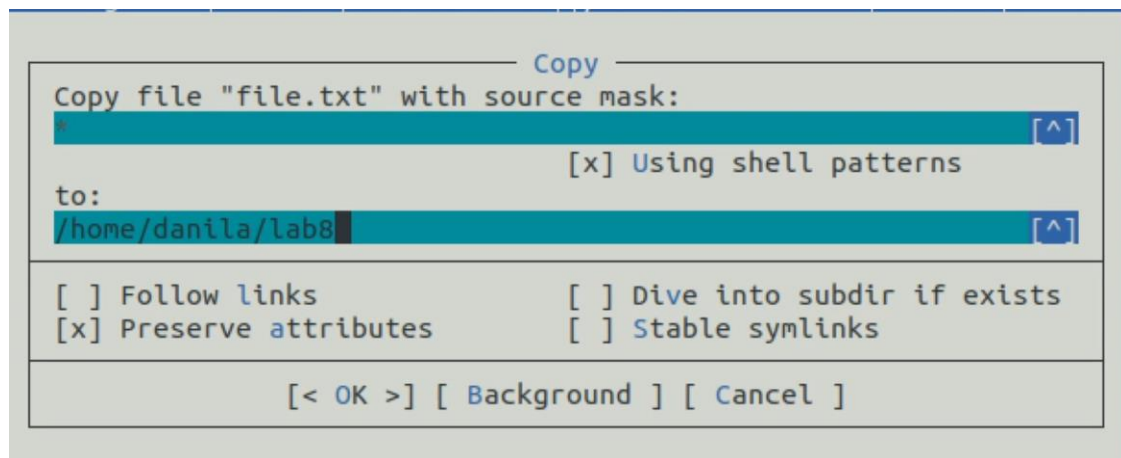 Copy
Copy file "file.txt" with source mask:
* [^]
[x] Using shell patterns
to:
/home/danila/lab8 [^]
[ ] Follow links [ ] Dive into subdir if exists
[x] Preserve attributes [ ] Stable symlinks
[< OK >] [ Background ] [ Cancel ]